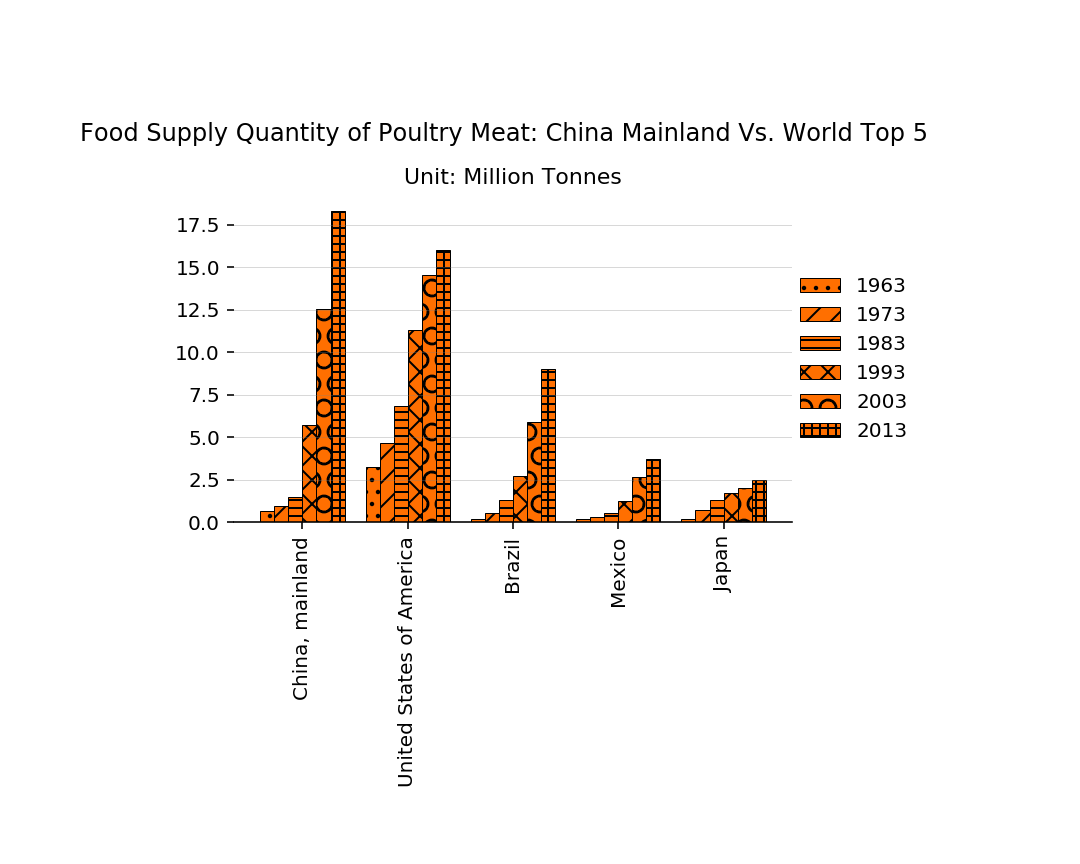 Food Supply Quantity of Poultry Meat: China Mainland Vs. World Top 5
Unit: Million Tonnes
17.5
15.0
12.5
10.0
7.5
5.0
2.5
0.0
1963
1973
1983
1993
2003
2013
China, mainland
United States of America
Brazil
Mexico
Japan